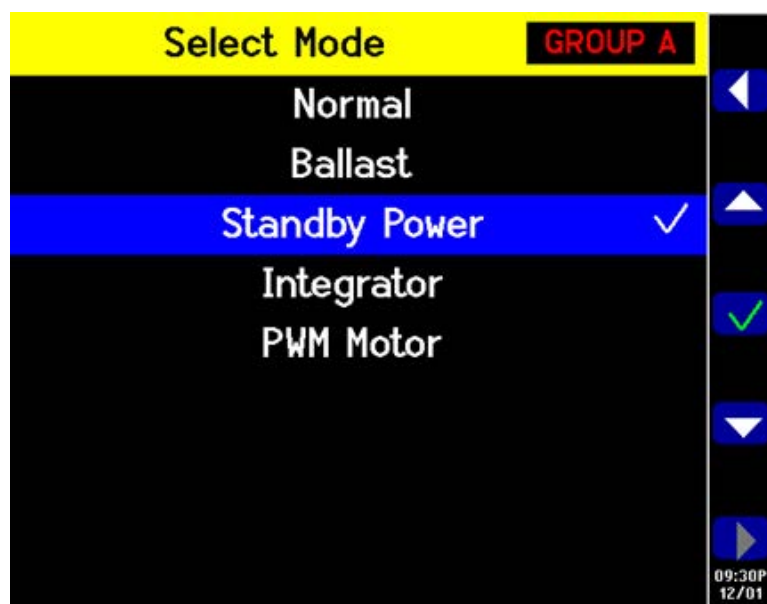 Select Mode GROUP A
Normal
Ballast
Standby Power
Integrator
PWM Motor
09:30P
12/01